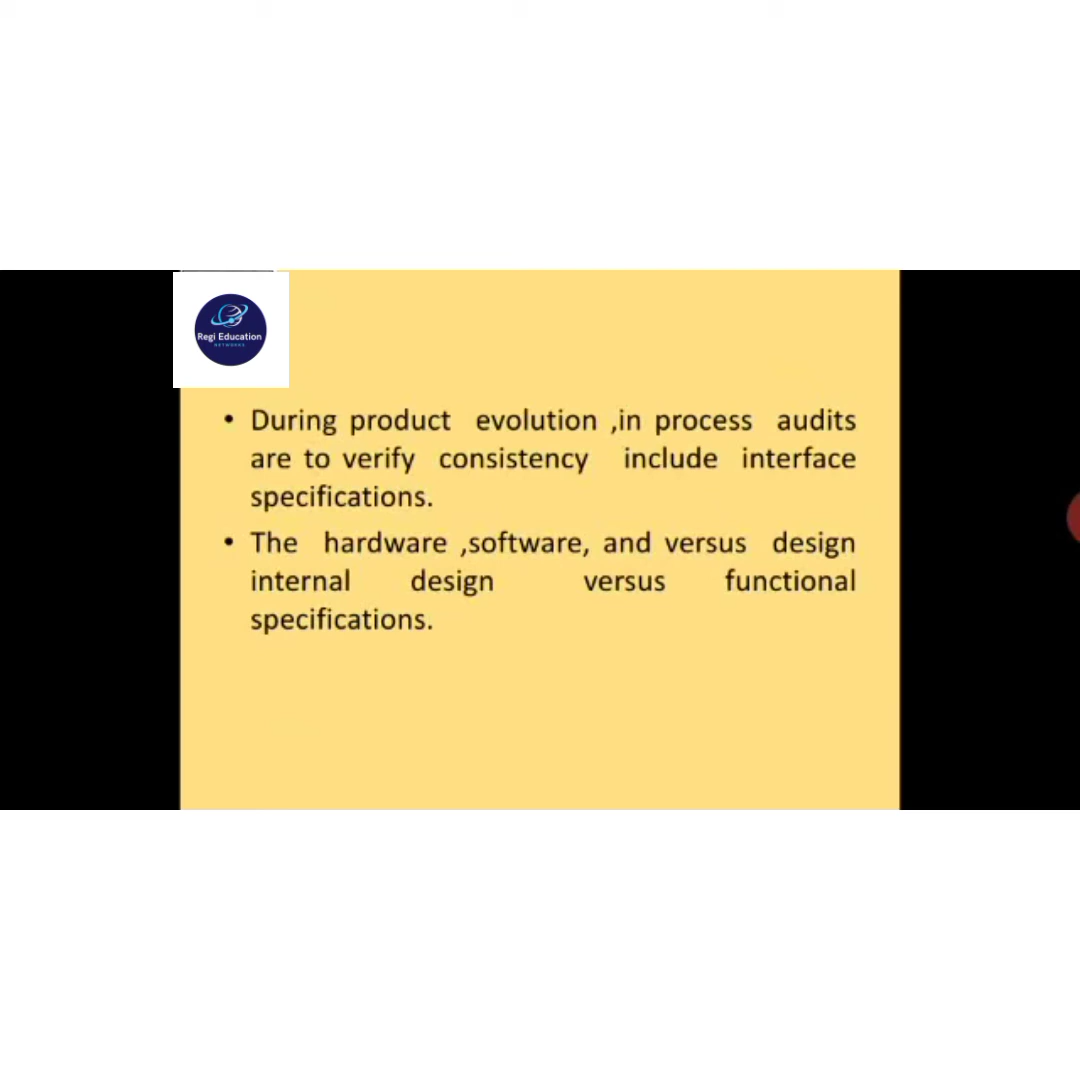 Regi Education
NETWORKS
• During product evolution ,in process audits
are to verify consistency include interface
specifications.
• The hardware ,software, and versus design
internal design versus functional
specifications.